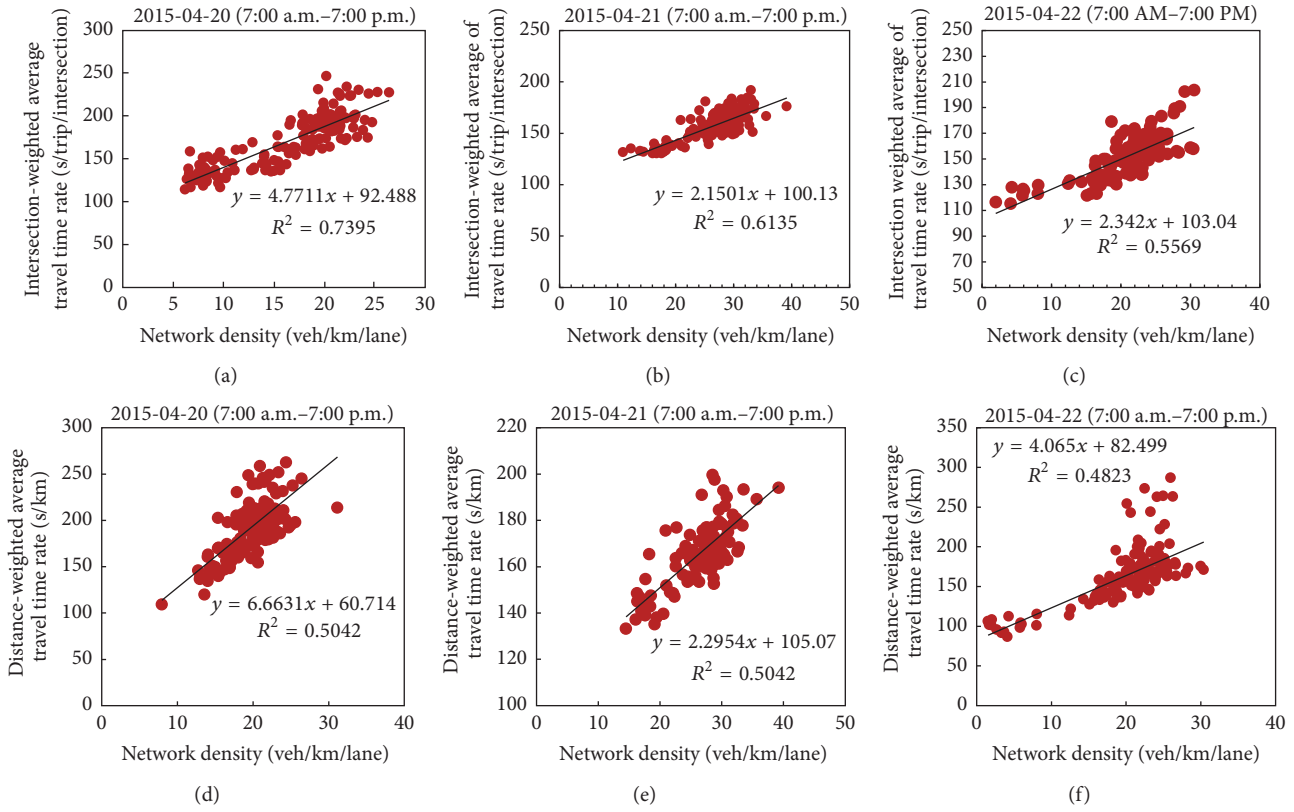 2015-04-20 (7:00 a.m.–7:00 p.m.)
300
250
200
150
100
50
0
0
5
10
15
20
25
30
Intersection-weighted average
travel time rate (s/trip/intersection)
y = 4.7711x + 92.488
R² = 0.7395
Network density (veh/km/lane)
(a)
2015-04-21 (7:00 a.m.–7:00 p.m.)
250
200
150
100
50
0
0
10
20
30
40
50
Intersection-weighted average of
travel time rate (s/trip/intersection)
y = 2.1501x + 100.13
R² = 0.6135
Network density (veh/km/lane)
(b)
2015-04-22 (7:00 AM–7:00 PM)
250
230
210
190
170
150
130
110
90
70
50
0
10
20
30
40
Intersection weighted average of
travel time rate (s/trip/intersection)
y = 2.342x + 103.04
R² = 0.5569
Network density (veh/km/lane)
(c)
2015-04-20 (7:00 a.m.–7:00 p.m.)
300
250
200
150
100
50
0
0
10
20
30
40
Distance-weighted average
travel time rate (s/km)
y = 6.6631x + 60.714
R² = 0.5042
Network density (veh/km/lane)
(d)
2015-04-21 (7:00 a.m.–7:00 p.m.)
220
200
180
160
140
120
100
0
10
20
30
40
50
Distance-weighted average
travel time rate (s/km)
y = 2.2954x + 105.07
R² = 0.5042
Network density (veh/km/lane)
(e)
2015-04-22 (7:00 a.m.–7:00 p.m.)
350
300
250
200
150
100
50
0
0
10
20
30
40
Distance-weighted average
travel time rate (s/km)
y = 4.065x + 82.499
R² = 0.4823
Network density (veh/km/lane)
(f)